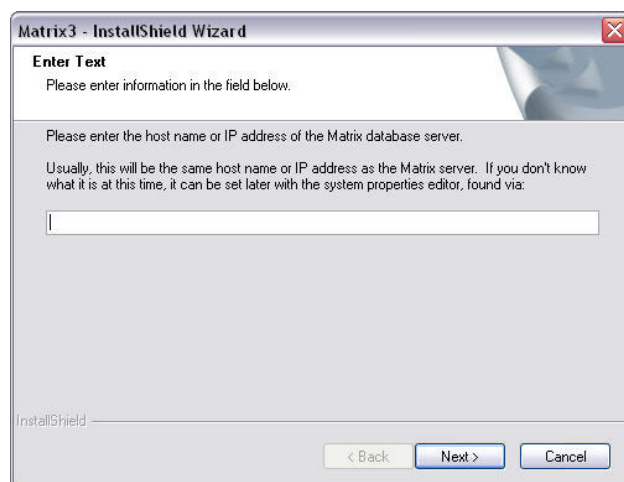 Matrix3 - InstallShield Wizard
Enter Text
Please enter information in the field below.
Please enter the host name or IP address of the Matrix database server.
Usually, this will be the same host name or IP address as the Matrix server. If you don't know
what it is at this time, it can be set later with the system properties editor, found via:
InstallShield
< Back
Next >
Cancel